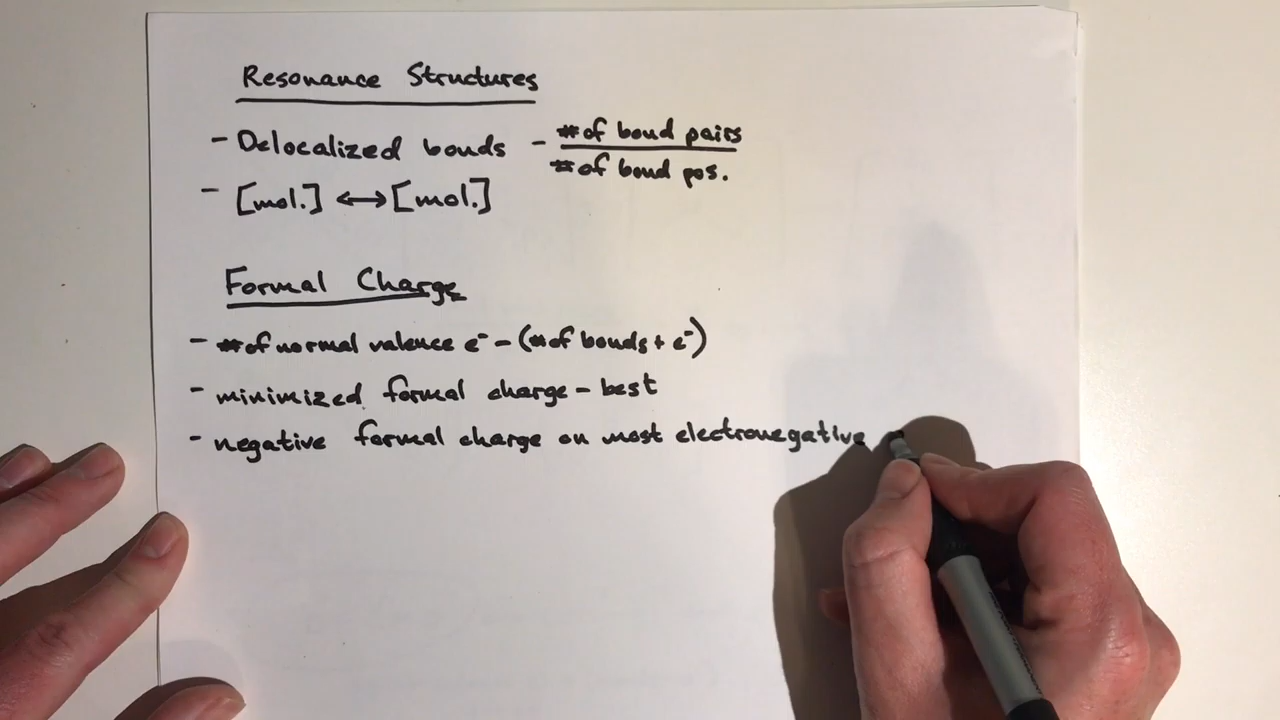 Resonance Structures
- Delocalized bonds - # of bond pairs
# of bond pos.
- [mol.] ↔ [mol.]
Formal Charge
- # of normal valence e⁻ - (# of bonds + e⁻)
- minimized formal charge - best
- negative formal charge on most electronegative